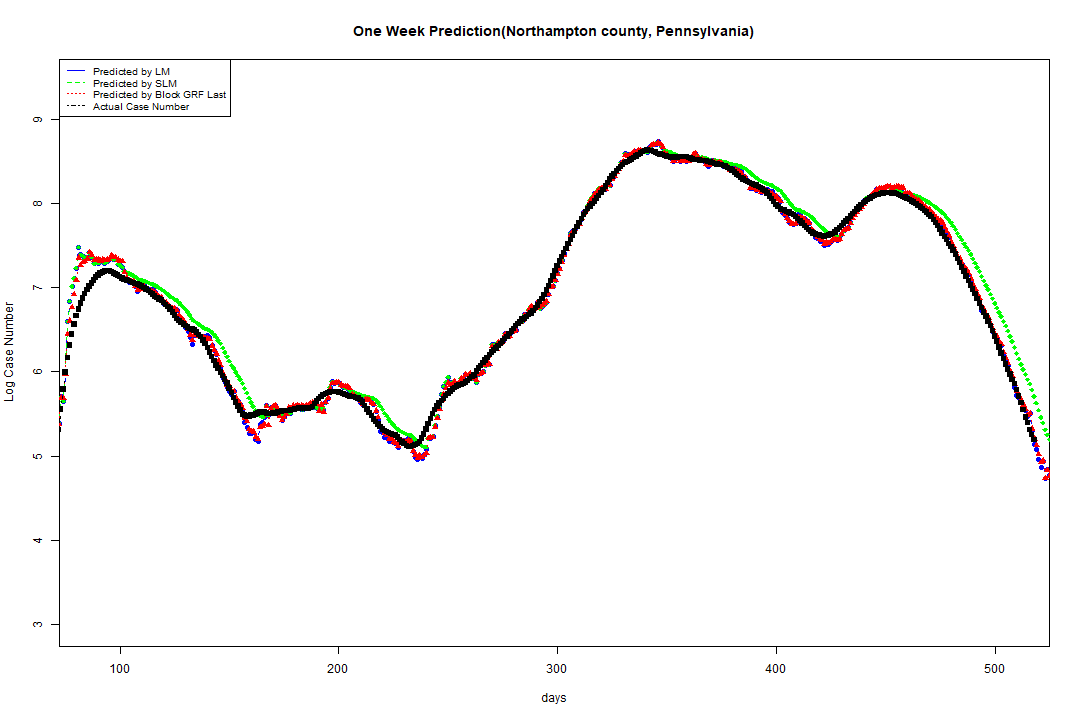 One Week Prediction(Northampton county, Pennsylvania)
Predicted by LM
Predicted by SLM
Predicted by Block GRF Last
Actual Case Number
9
8
7
6
5
4
3
Log Case Number
100 200 300 400 500
days